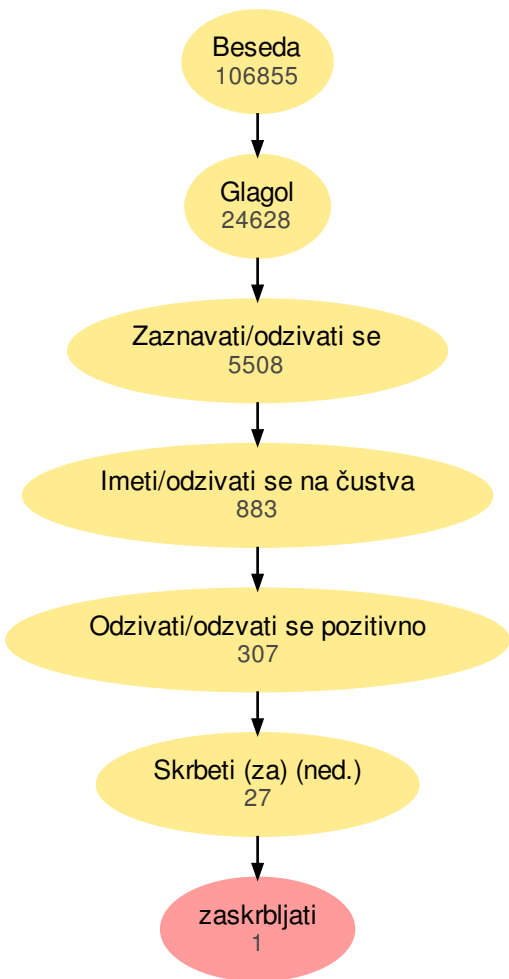 Beseda
106855
Glagol
24628
Zaznavati/odzivati se
5508
Imeti/odzivati se na čustva
883
Odzivati/odzvati se pozitivno
307
Skrbeti (za) (ned.)
27
zaskrbljati
1